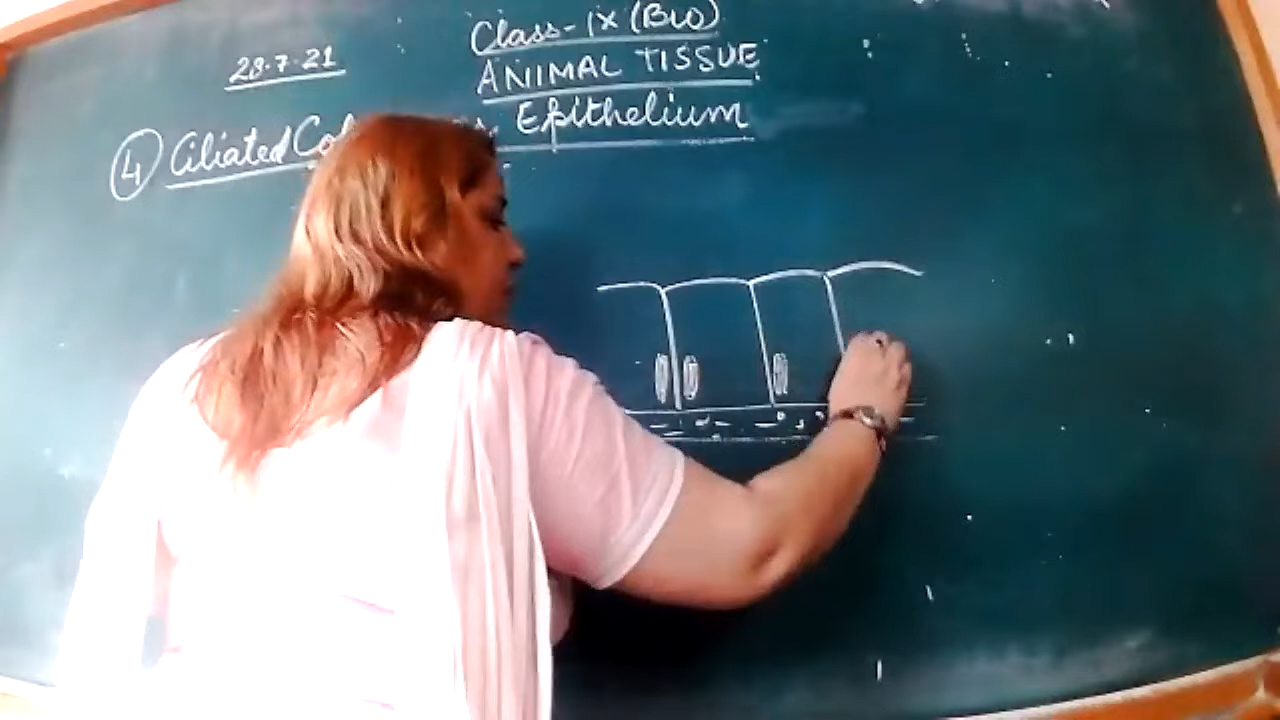 Class-IX (Bio)
28.7.21
ANIMAL TISSUE
④ Ciliated Epithelium